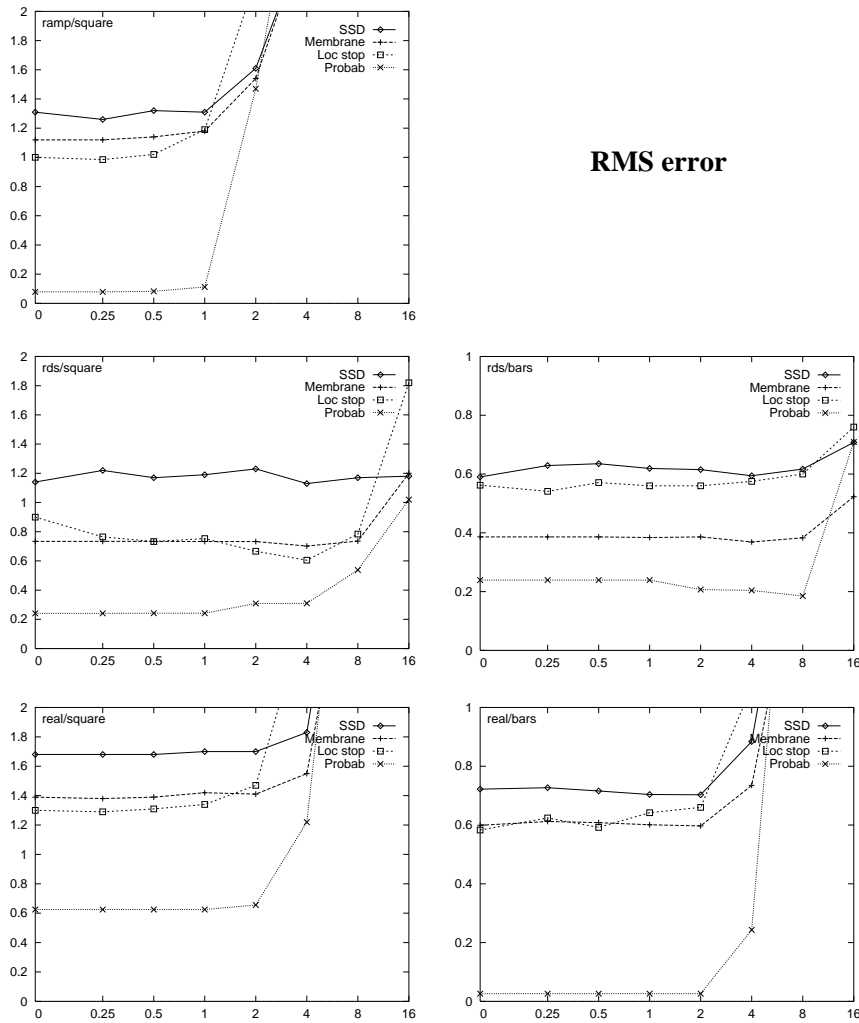 ramp/square
SSD
Membrane
Loc stop
Probab
2
1.8
1.6
1.4
1.2
1
0.8
0.6
0.4
0.2
0
0 0.25 0.5 1 2 4 8 16
RMS error
rds/square
SSD
Membrane
Loc stop
Probab
2
1.8
1.6
1.4
1.2
1
0.8
0.6
0.4
0.2
0
0 0.25 0.5 1 2 4 8 16
rds/bars
SSD
Membrane
Loc stop
Probab
1
0.8
0.6
0.4
0.2
0
0 0.25 0.5 1 2 4 8 16
real/square
SSD
Membrane
Loc stop
Probab
2
1.8
1.6
1.4
1.2
1
0.8
0.6
0.4
0.2
0
0 0.25 0.5 1 2 4 8 16
real/bars
SSD
Membrane
Loc stop
Probab
1
0.8
0.6
0.4
0.2
0
0 0.25 0.5 1 2 4 8 16